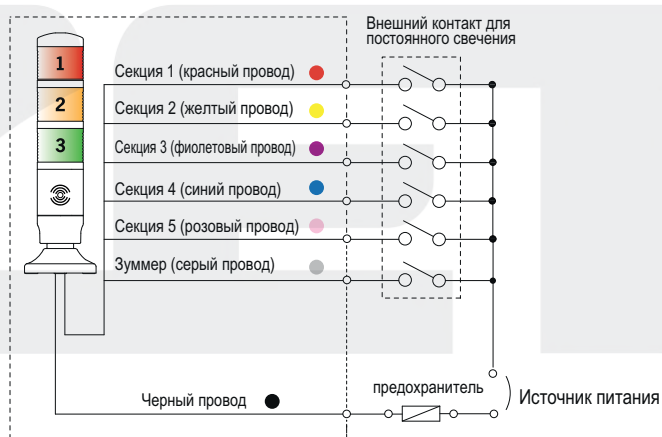 Внешний контакт для
постоянного свечения
1
Секция 1 (красный провод)
2
Секция 2 (желтый провод)
3
Секция 3 (фиолетовый провод)
Секция 4 (синий провод)
Секция 5 (розовый провод)
Зуммер (серый провод)
Черный провод
предохранитель
Источник питания